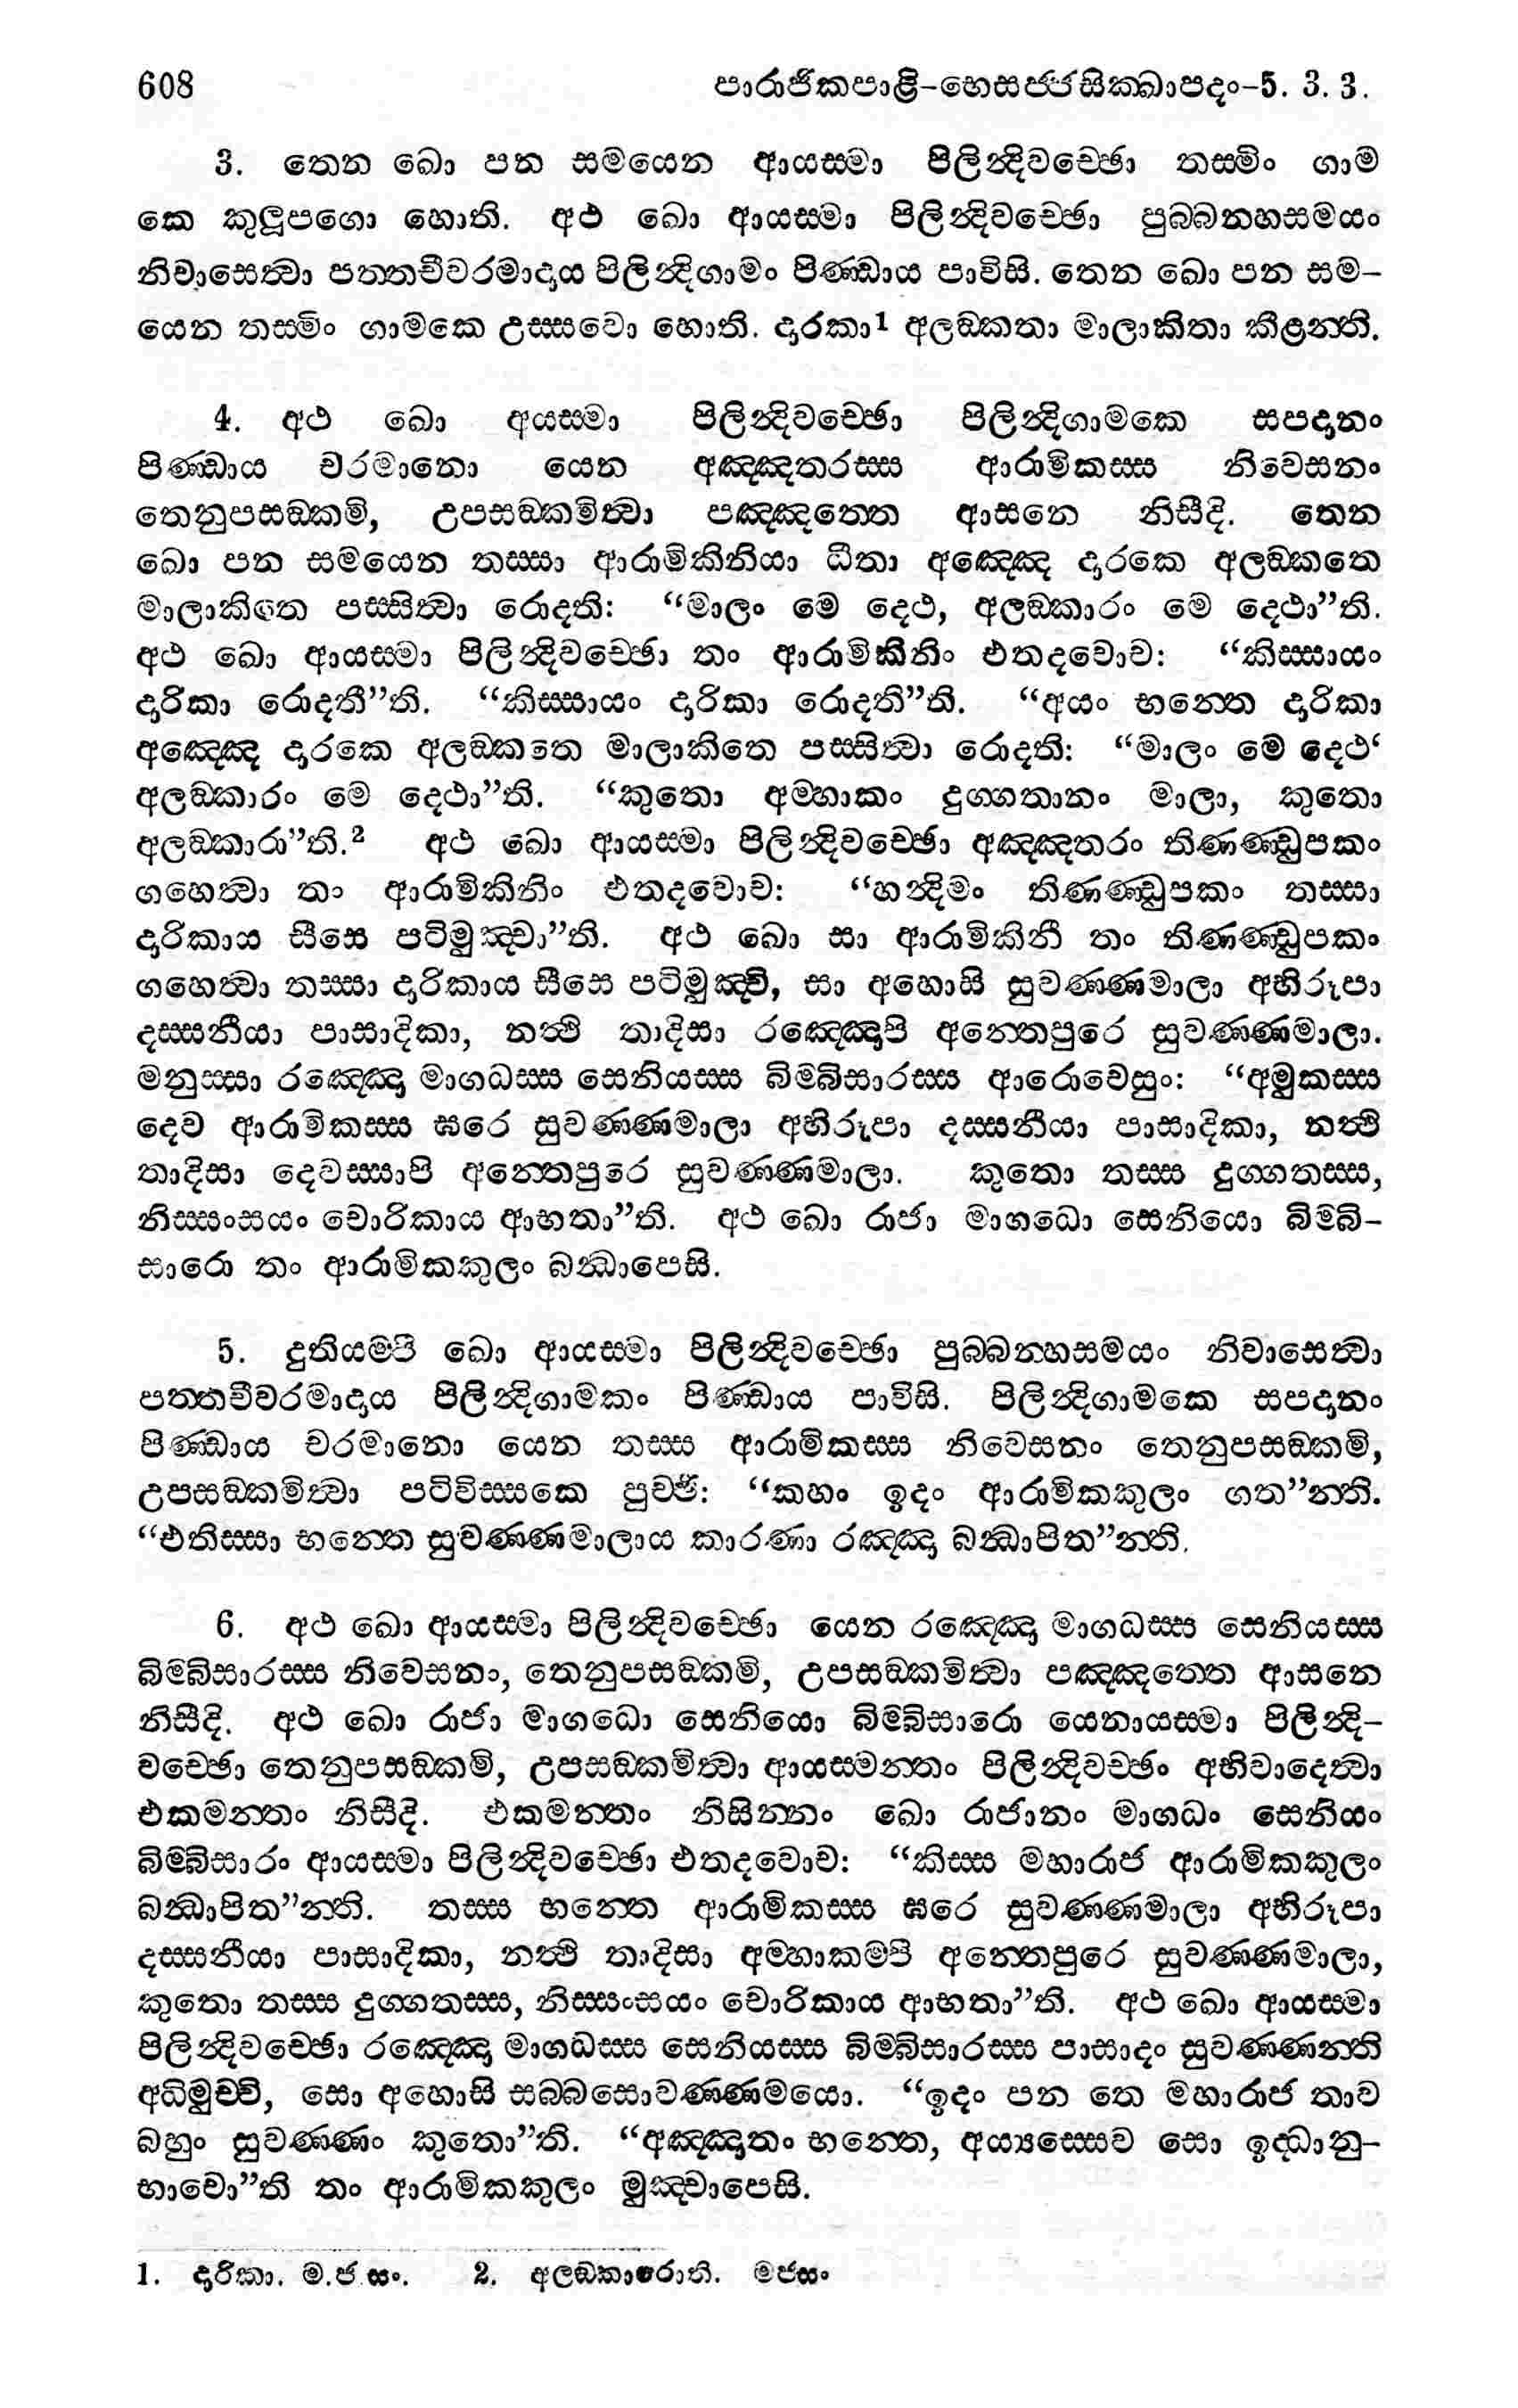 608 පාරාජිකපාළි-භෙසජ්ජසික්ඛාපදං-5. 3. 3.
3. තෙන ඛො පන සමයෙන ආයස්මා පිලින්දිවච්ඡො තස්මිං ගාම
කෙ කුලූපගො හොති. අථ ඛො ආයස්මා පිලින්දිවච්ඡො පුබ්බන්හසමයං
නිවාසෙත්වා පත්තචීවරමාදාය පිලින්දිගාමං පිණ්ඩාය පාවිසි. තෙන ඛො පන සම-
යෙන තස්මිං ගාමකෙ උස්සවො හොති. දාරකා1 අලඞ්කතා මාලාකිතා කීළන්ති.
4. අථ ඛො අයස්මා පිලින්දිවච්ඡො පිලින්දිගාමකෙ සපදානං
පිණ්ඩාය චරමානො යෙන අඤ්ඤතරස්ස ආරාමිකස්ස නිවෙසනං
තෙනුපසඞ්කමි, උපසඞ්කමිත්වා පඤ්ඤත්තෙ ආසනෙ නිසීදි. තෙන
ඛො පන සමයෙන තස්සා ආරාමිකිනියා ධීතා අඤ්ඤෙ දාරකෙ අලඞ්කතෙ
මාලාකිතෙ පස්සිත්වා රොදති: “මාලං මෙ දෙථ, අලඞ්කාරං මෙ දෙථා”ති.
අථ ඛො ආයස්මා පිලින්දිවච්ඡො තං ආරාමිකිනිං එතදවොච: “කිස්සායං
දාරිකා රොදතී”ති. “කිස්සායං දාරිකා රොදති”ති. “අයං භන්තෙ දාරිකා
අඤ්ඤෙ දාරකෙ අලඞ්කතෙ මාලාකිතෙ පස්සිත්වා රොදති: “මාලං මෙ දෙථ‘
අලඞ්කාරං මෙ දෙථා”ති. “කුතො අම්හාකං දුග්ගතානං මාලා, කුතො
අලඞ්කාරා”ති.2 අථ ඛො ආයස්මා පිලින්දිවච්ඡො අඤ්ඤතරං තිණණ්ඩුපකං
ගහෙත්වා තං ආරාමිකිනිං එතදවොච: “හන්දිමං තිණණ්ඩුපකං තස්සා
දාරිකාය සීසෙ පටිමුඤ්චා”ති. අථ ඛො සා ආරාමිකිනී තං තිණණ්ඩුපකං
ගහෙත්වා තස්සා දාරිකාය සීසෙ පටිමුඤ්චි, සා අහොසි සුවණ්ණමාලා අභිරූපා
දස්සනීයා පාසාදිකා, නත්ථි තාදිසා රඤ්ඤොපි අන්තෙපුරෙ සුවණ්ණමාලා.
මනුස්සා රඤ්ඤො මාගධස්ස සෙනියස්ස බිම්බිසාරස්ස ආරොචෙසුං: “අමුකස්ස
දෙව ආරාමිකස්ස ඝරෙ සුවණ්ණමාලා අභිරූපා දස්සනීයා පාසාදිකා, නත්ථි
තාදිසා දෙවස්සාපි අන්තෙපුරෙ සුවණ්ණමාලා. කුතො තස්ස දුග්ගතස්ස,
නිස්සංසයං චොරිකාය ආභතා”ති. අථ ඛො රාජා මාගධො සෙනියො බිම්බි-
සාරො තං ආරාමිකකුලං බන්ධාපෙසි.
5. දුතියම්පි ඛො ආයස්මා පිලින්දිවච්ඡො පුබ්බන්හසමයං නිවාසෙත්වා
පත්තචීවරමාදාය පිලින්දිගාමකං පිණ්ඩාය පාවිසි. පිලින්දිගාමකෙ සපදානං
පිණ්ඩාය චරමානො යෙන තස්ස ආරාමිකස්ස නිවෙසනං තෙනුපසඞ්කමි,
උපසඞ්කමිත්වා පටිවිස්සකෙ පුච්ඡි: “කහං ඉදං ආරාමිකකුලං ගත”න්ති.
“එතිස්සා භන්තෙ සුවණ්ණමාලාය කාරණා රඤ්ඤා බන්ධාපිත”න්ති.
6. අථ ඛො ආයස්මා පිලින්දිවච්ඡො යෙන රඤ්ඤො මාගධස්ස සෙනියස්ස
බිම්බිසාරස්ස නිවෙසනං, තෙනුපසඞ්කමි, උපසඞ්කමිත්වා පඤ්ඤත්තෙ ආසනෙ
නිසීදි. අථ ඛො රාජා මාගධො සෙනියො බිම්බිසාරො යෙනායස්මා පිලින්දි-
වච්ඡො තෙනුපසඞ්කමි, උපසඞ්කමිත්වා ආයස්මන්තං පිලින්දිවච්ඡං අභිවාදෙත්වා
එකමන්තං නිසීදි. එකමන්තං නිසින්නං ඛො රාජානං මාගධං සෙනියං
බිම්බිසාරං ආයස්මා පිලින්දිවච්ඡො එතදවොච: “කිස්ස මහාරාජ ආරාමිකකුලං
බන්ධාපිත”න්ති. තස්ස භන්තෙ ආරාමිකස්ස ඝරෙ සුවණ්ණමාලා අභිරූපා
දස්සනීයා පාසාදිකා, නත්ථි තාදිසා අම්හාකම්පි අන්තෙපුරෙ සුවණ්ණමාලා,
කුතො තස්ස දුග්ගතස්ස, නිස්සංසයං චොරිකාය ආභතා”ති. අථ ඛො ආයස්මා
පිලින්දිවච්ඡො රඤ්ඤො මාගධස්ස සෙනියස්ස බිම්බිසාරස්ස පාසාදං සුවණ්ණන්ති
අධිමුච්චි, සො අහොසි සබ්බසොවණ්ණමයො. “ඉදං පන තෙ මහාරාජ තාව
බහුං සුවණ්ණං කුතො”ති. “අඤ්ඤාතං භන්තෙ, අය්‍යස්සෙව සො ඉද්ධානු-
භාවො”ති තං ආරාමිකකුලං මුඤ්චාපෙසි.
1. දාරිකා. ම.ජ.සං. 2. අලඞ්කාරොති. මජසං